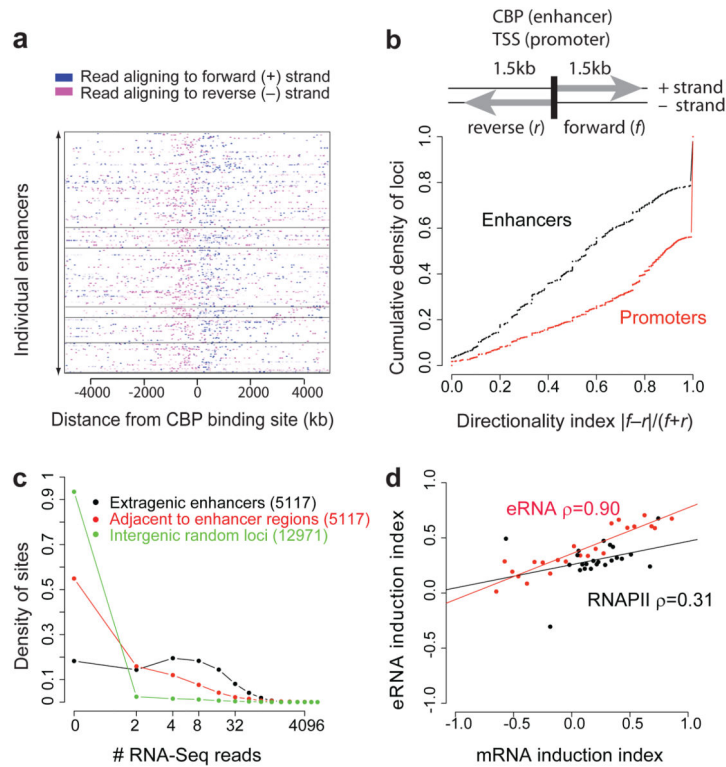 a
Read aligning to forward (+) strand
Read aligning to reverse (–) strand
Individual enhancers
-4000 -2000 0 2000 4000
Distance from CBP binding site (kb)
b
CBP (enhancer)
TSS (promoter)
1.5kb 1.5kb
+ strand
– strand
reverse (r) forward (f)
Cumulative density of loci
0.0 0.2 0.4 0.6 0.8 1.0
Enhancers
Promoters
0.0 0.2 0.4 0.6 0.8 1.0
Directionality index |f–r|/(f+r)
c
Density of sites
0.1 0.3 0.5 0.7 0.9 1
Extragenic enhancers (5117)
Adjacent to enhancer regions (5117)
Intergenic random loci (12971)
0 2 4 8 32 4096
# RNA-Seq reads
d
eRNA induction index
-1.0 -0.5 0.0 0.5 1.0
eRNA ρ=0.90
RNAPII ρ=0.31
-1.0 -0.5 0.0 0.5 1.0
mRNA induction index